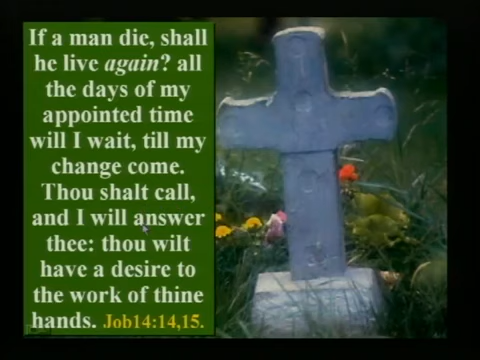 If a man die, shall
he live again? all
the days of my
appointed time
will I wait, till my
change come.
Thou shalt call,
and I will answer
thee: thou wilt
have a desire to
the work of thine
hands. Job14:14,15.